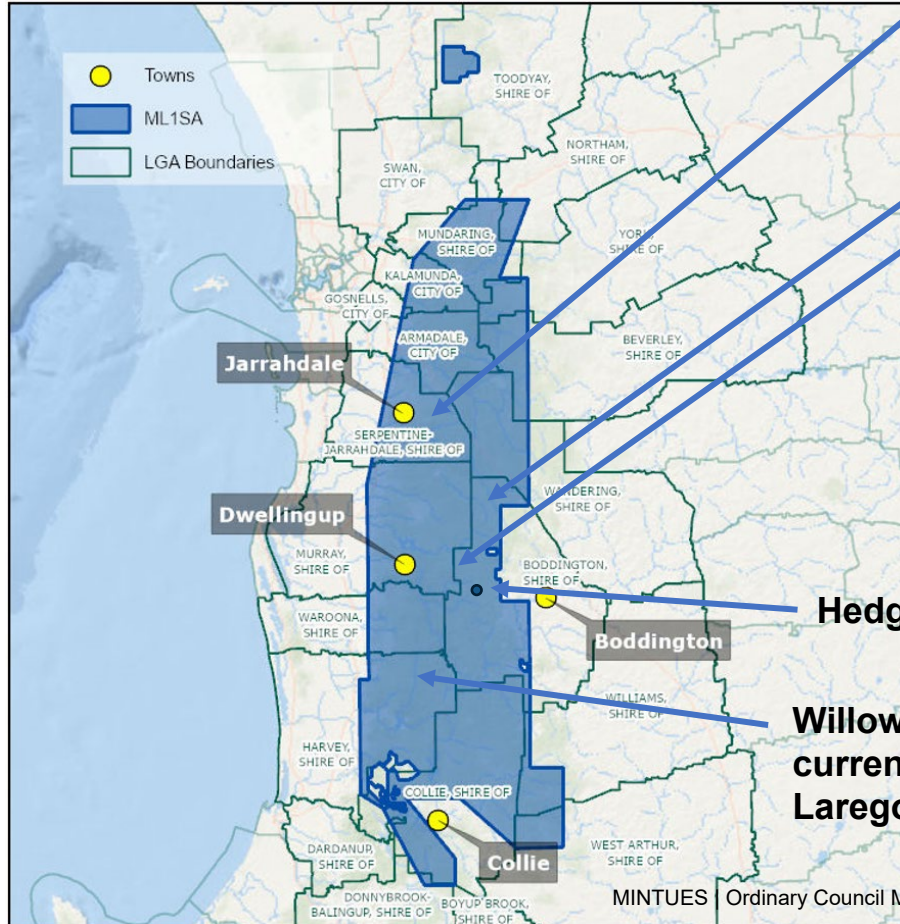 Towns
ML1SA
LGA Boundaries
TOODYAY,
SHIRE OF
NORTHAM,
SHIRE OF
SWAN,
CITY OF
MUNDARING,
SHIRE OF
YORK,
SHIRE OF
KALAMUNDA,
CITY OF
GOSNELLS,
CITY OF
ARMADALE,
CITY OF
BEVERLEY,
SHIRE OF
Jarrahdale
SERPENTINE-
JARRAHDALE, SHIRE OF
WANDERING,
SHIRE OF
Dwellingup
MURRAY,
SHIRE OF
BODDINGTON,
SHIRE OF
WAROONA,
SHIRE OF
Hedg
Boddington
WILLIAMS,
SHIRE OF
Willow
curren
Larego
HARVEY,
SHIRE OF
COLLIE, SHIRE OF
DARDANUP,
SHIRE OF
Collie
WEST ARTHUR,
SHIRE OF
DONNYBROOK-
BALINGUP, SHIRE OF
BOYUP BROOK,
SHIRE OF
MINTUES | Ordinary Council M